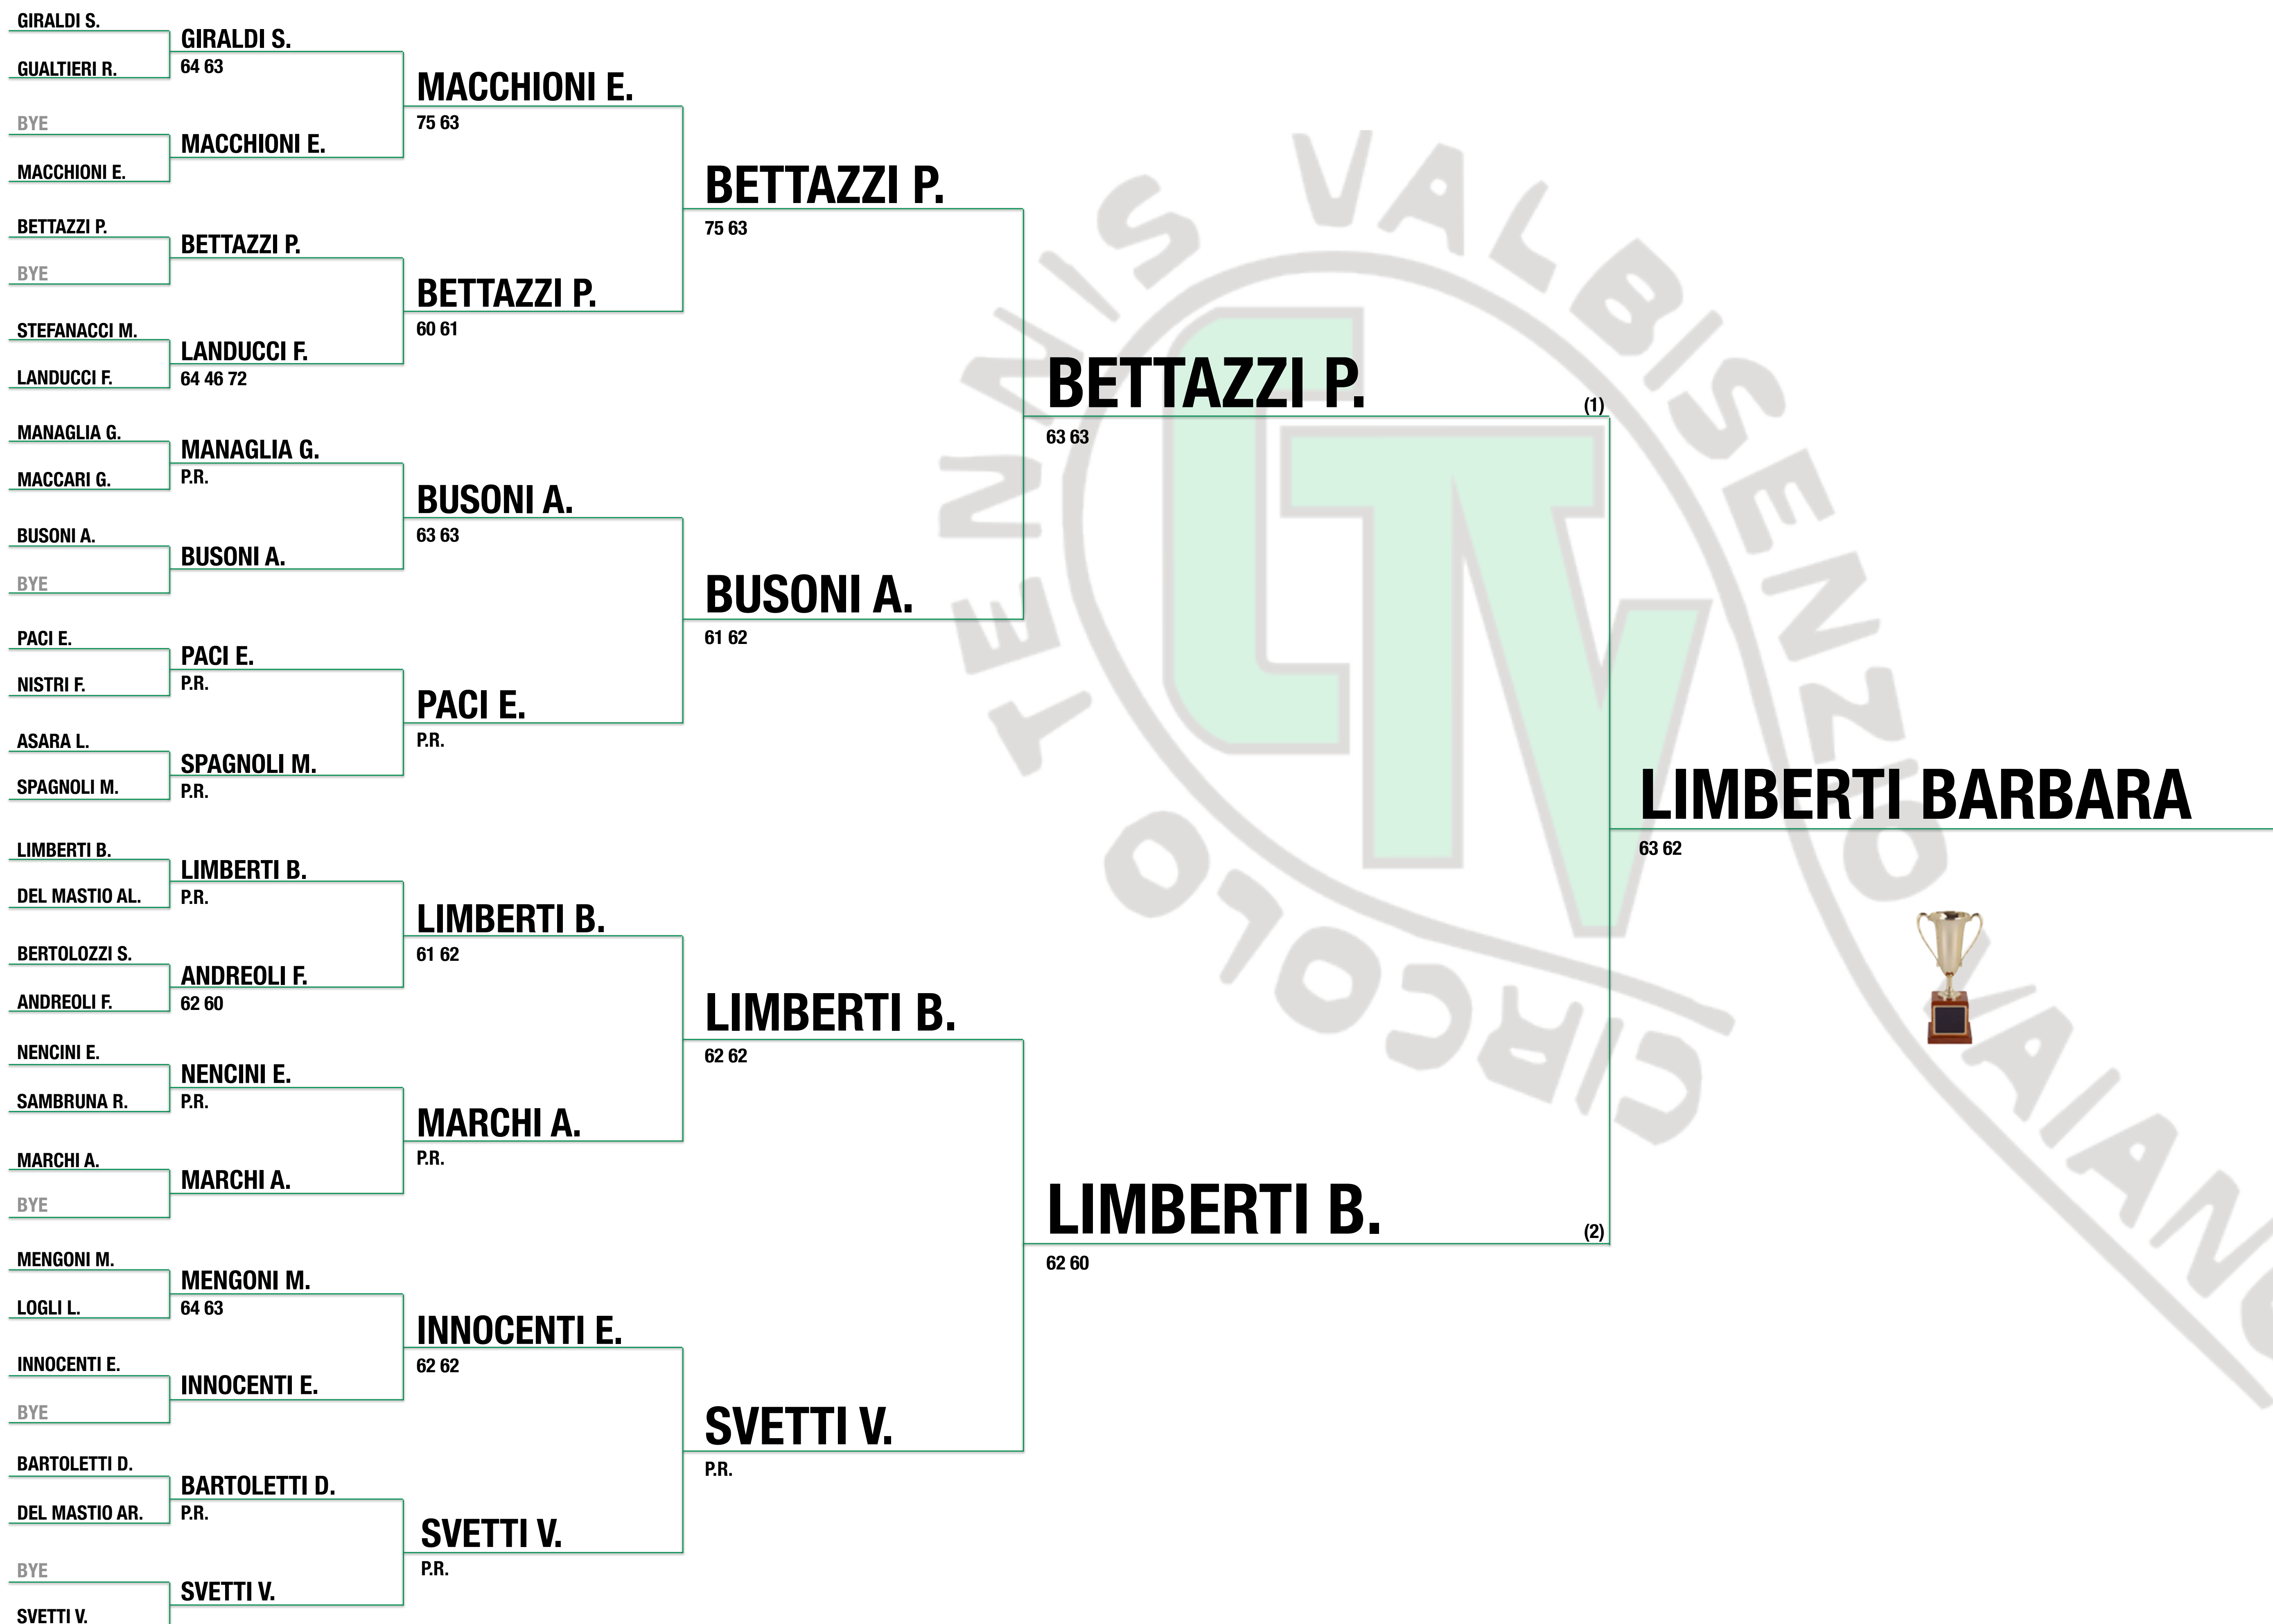 GIRALDI S.
GUALTIERI R.
BYE
MACCHIONI E.
BETTAZZI P.
BYE
STEFANACCI M.
LANDUCCI F.
MANAGLIA G.
MACCARI G.
BUSONI A.
BYE
PACI E.
NISTRI F.
ASARA L.
SPAGNOLI M.
LIMBERTI B.
DEL MASTIO AL.
BERTOLOZZI S.
ANDREOLI F.
NENCINI E.
SAMBRUNA R.
MARCHI A.
BYE
MENGONI M.
LOGLI L.
INNOCENTI E.
BYE
BARTOLETTI D.
DEL MASTIO AR.
BYE
SVETTI V.
GIRALDI S.
64 63
MACCHIONI E.
BETTAZZI P.
LANDUCCI F.
64 46 72
MANAGLIA G.
P.R.
BUSONI A.
PACI E.
P.R.
SPAGNOLI M.
P.R.
LIMBERTI B.
P.R.
ANDREOLI F.
62 60
NENCINI E.
P.R.
MARCHI A.
MENGONI M.
64 63
INNOCENTI E.
BARTOLETTI D.
P.R.
SVETTI V.
MACCHIONI E.
75 63
BETTAZZI P.
60 61
BUSONI A.
63 63
PACI E.
P.R.
LIMBERTI B.
61 62
MARCHI A.
P.R.
INNOCENTI E.
62 62
SVETTI V.
P.R.
BETTAZZI P.
75 63
BUSONI A.
61 62
LIMBERTI B.
62 62
SVETTI V.
P.R.
BETTAZZI P. (1)
63 63
LIMBERTI B. (2)
62 60
LIMBERTI BARBARA
63 62
CIRCOLO TENNIS VALBISENZIO VAIANO
CTV